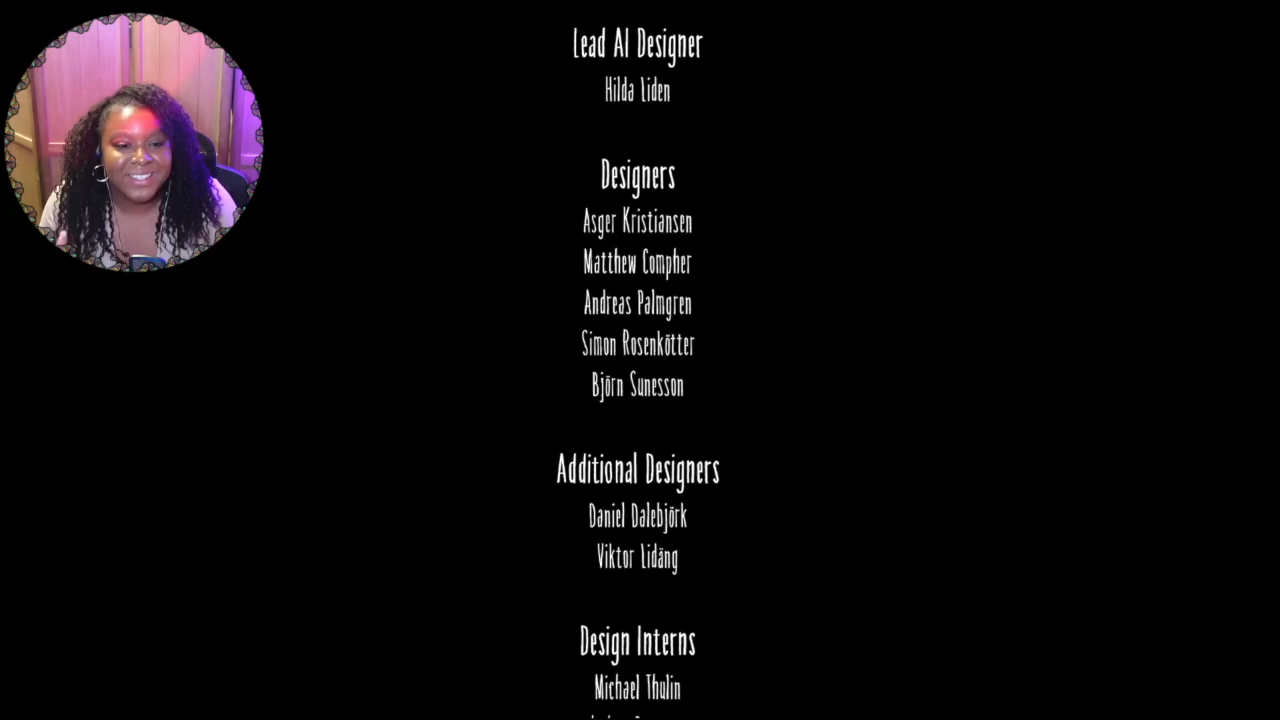 Lead AI Designer
Hilda Liden
Designers
Asger Kristiansen
Matthew Compher
Andreas Palmgren
Simon Rosenkötter
Björn Sunesson
Additional Designers
Daniel Dalebjörk
Viktor Lidäng
Design Interns
Michael Thulin